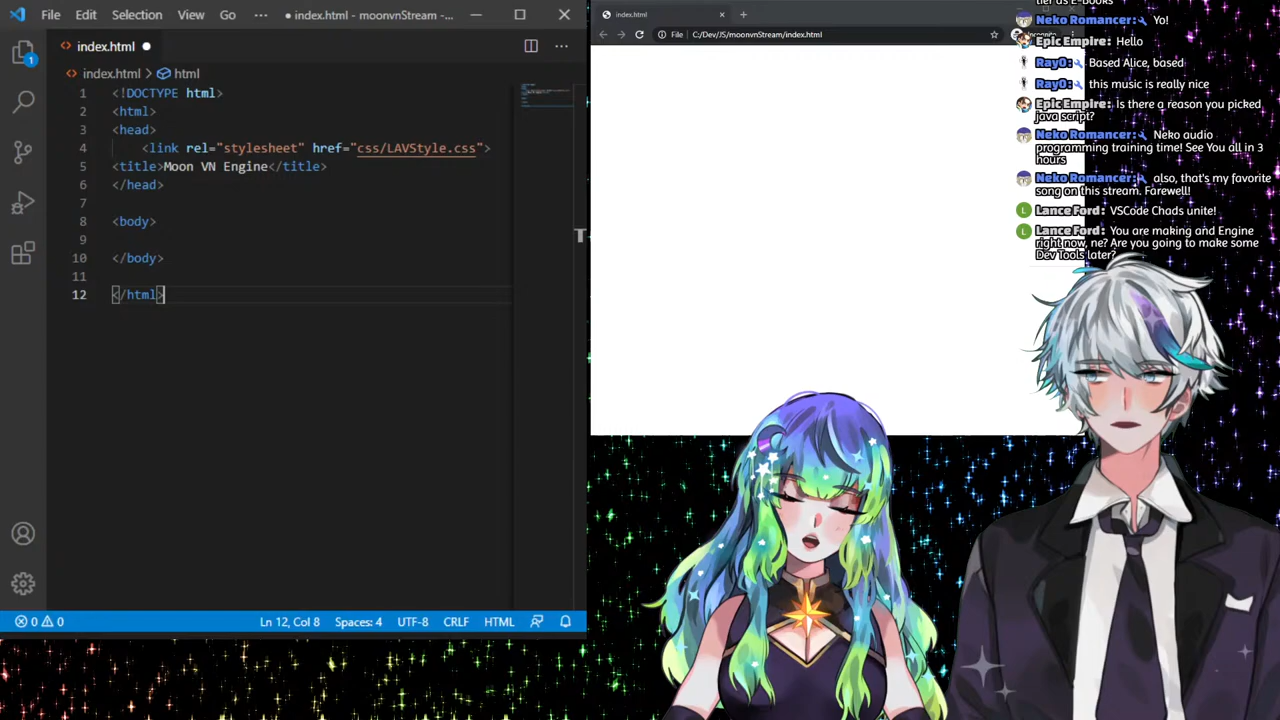 File Edit Selection View Go ··· ● index.html - moonvnStream -...
index.html ●
index.html > html
1 <!DOCTYPE html>
2 <html>
3 <head>
4 <link rel="stylesheet" href="css/LAVStyle.css">
5 <title>Moon VN Engine</title>
6 </head>
7
8 <body>
9
10 </body>
11
12 </html>
0 0 Ln 12, Col 8 Spaces: 4 UTF-8 CRLF HTML
1
index.html
File C:/Dev/JS/moonvnStream/index.html
tier as E-Books
Neko Romancer: Yo!
Epic Empire: Hello
RayO: Based Alice, based
RayO: this music is really nice
Epic Empire: Is there a reason you picked
java script?
Neko Romancer: Neko audio
programming training time! See You all in 3
hours
Neko Romancer: also, that's my favorite
song on this stream. Farewell!
L Lance Ford: VSCode Chads unite!
L Lance Ford: You are making and Engine
right now, ne? Are you going to make some
Dev Tools later?